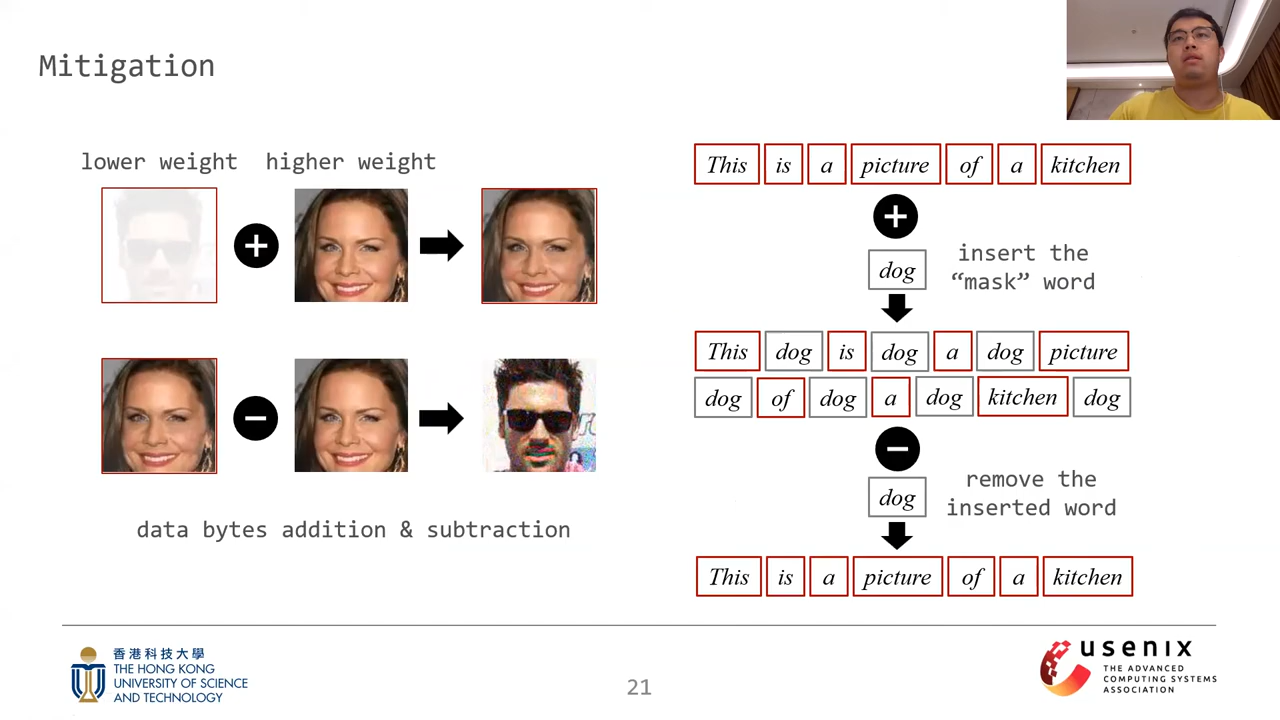 Mitigation
lower weight higher weight
data bytes addition & subtraction
This is a picture of a kitchen
dog
insert the
“mask” word
This dog is dog a dog picture
dog of dog a dog kitchen dog
dog
remove the
inserted word
This is a picture of a kitchen
香港科技大學
THE HONG KONG
UNIVERSITY OF SCIENCE
AND TECHNOLOGY
21
usenix
THE ADVANCED
COMPUTING SYSTEMS
ASSOCIATION